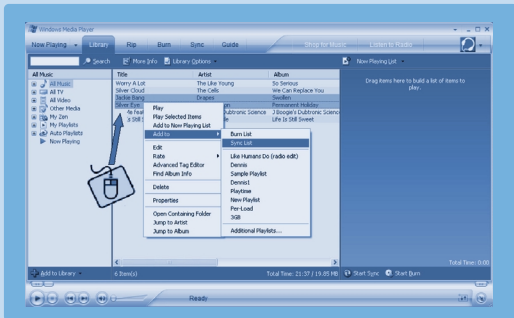 Windows Media Player
Now Playing Library Rip Burn Sync Guide Shop for Music Listen to Radio
Search More Info Library Options Now Playing List
All Music
All Music
All TV
All Video
Other Media
My Zen
My Playlists
Auto Playlists
Now Playing
Title Artist Album
Worry A Lot The Like Young So Serious
Silver Cloud The Cells We Can Replace You
Jackie Bang Drapes Swollen
Silver Eye Permanent Holiday
Dubtronic Science J Boogie's Dubtronic Scienc
's Still Life Is Still Sweet
Play
Play Selected Items
Add to Now Playing List
Add to
Edit
Rate
Advanced Tag Editor
Find Album Info
Delete
Properties
Open Containing Folder
Jump to Artist
Jump to Album
Burn List
Sync List
Like Humans Do (radio edit)
Dennis
Sample Playlist
Dennis1
Playtime
New Playlist
Per-Load
3GB
Additional Playlists...
Drag items here to build a list of items to
play.
Total Time: 0:00
Add to Library 6 Item(s) Total Time: 21:37 / 19.85 MB Start Sync Start Burn
Ready